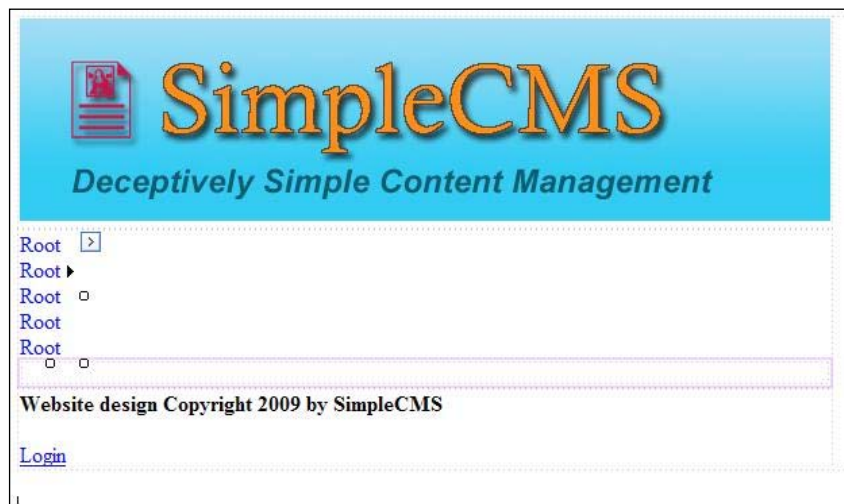 SimpleCMS
Deceptively Simple Content Management
Root
Root
Root
Root
Root
Website design Copyright 2009 by SimpleCMS
Login